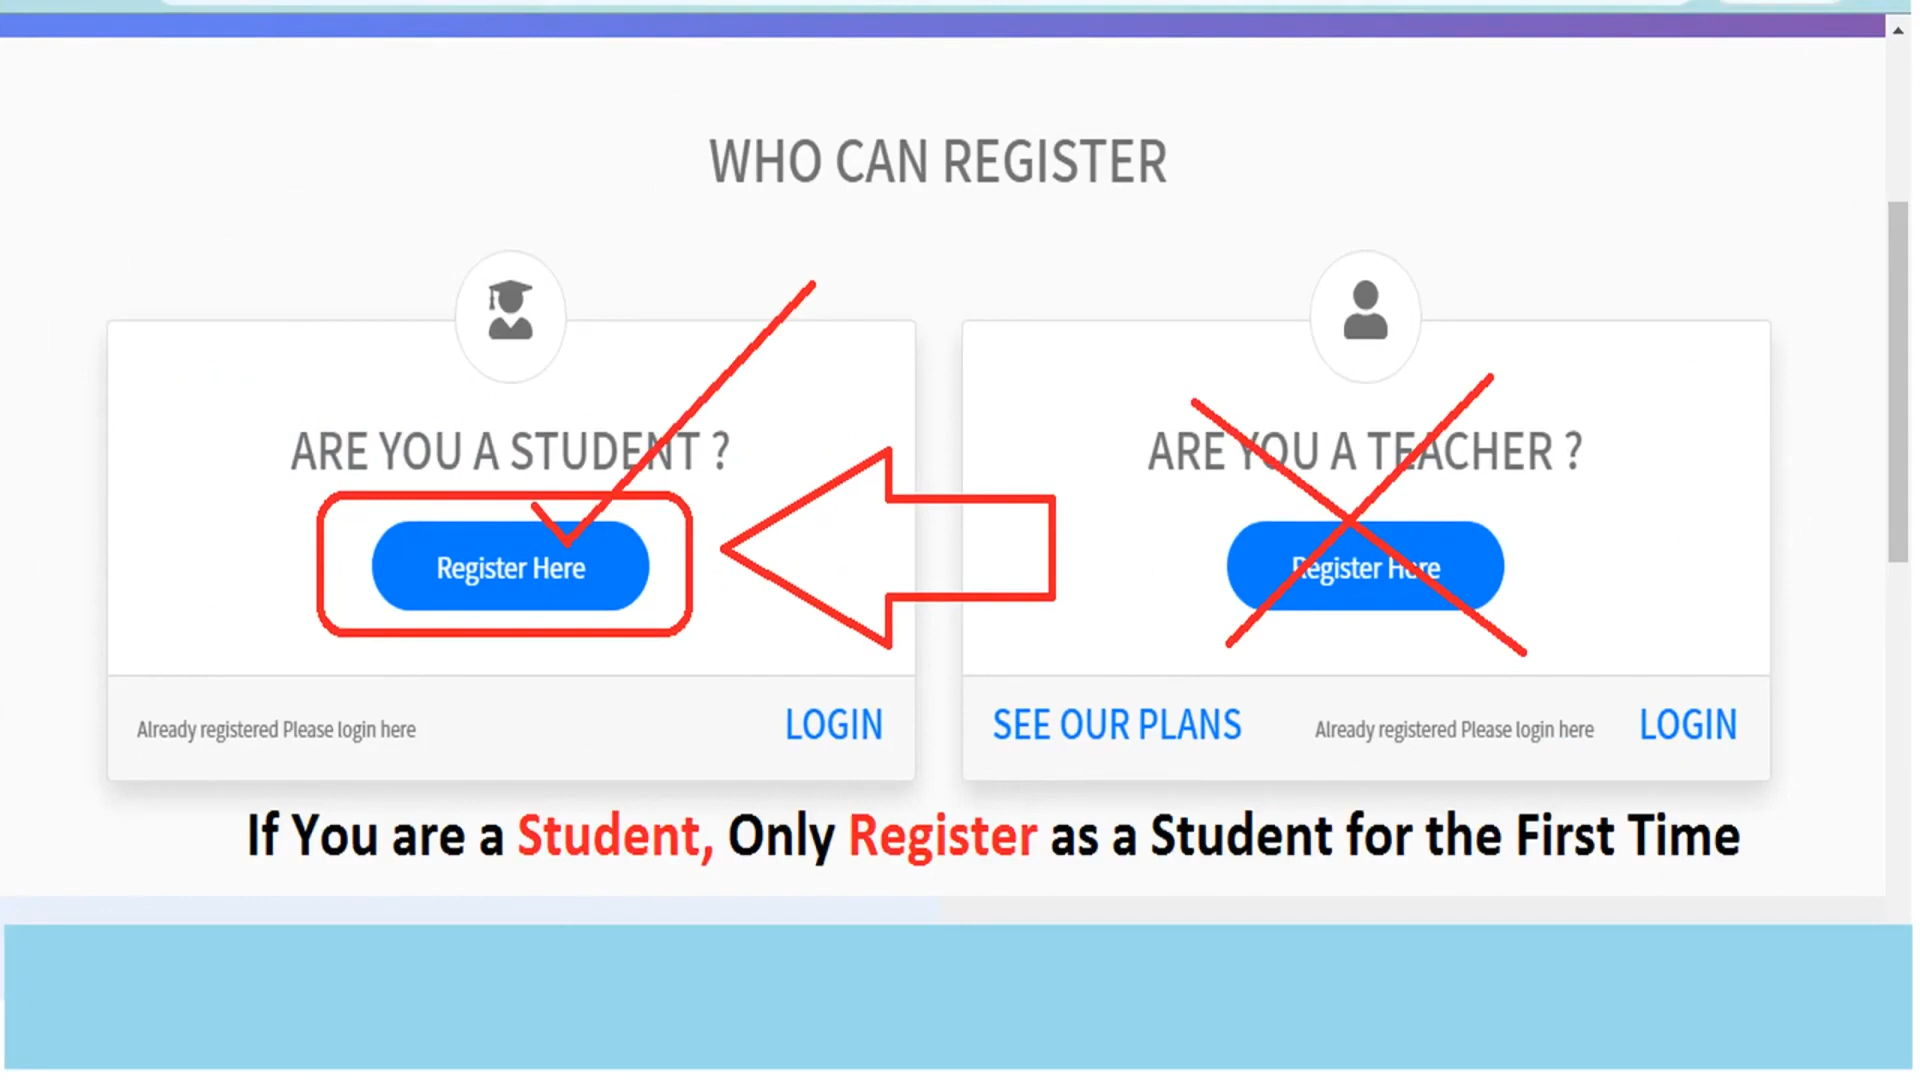 WHO CAN REGISTER
ARE YOU A STUDENT ?
Register Here
Already registered Please login here
LOGIN
ARE YOU A TEACHER ?
Register Here
SEE OUR PLANS
Already registered Please login here
LOGIN
If You are a Student, Only Register as a Student for the First Time